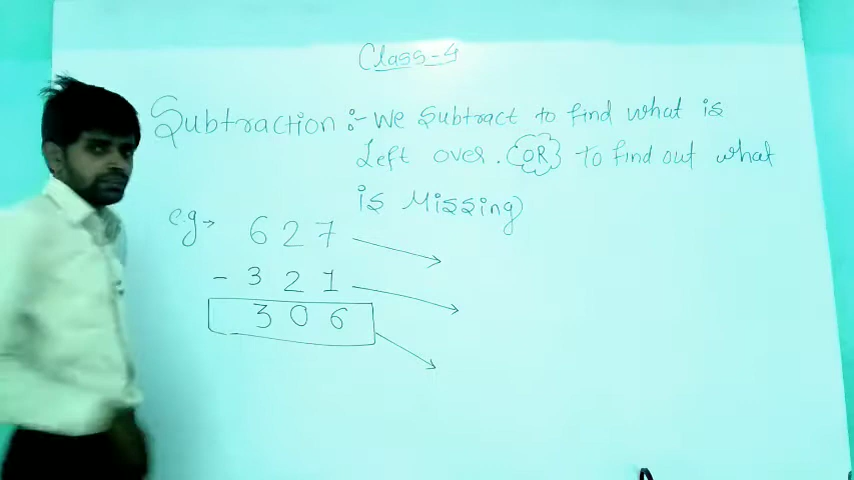 Class-4
Subtraction :- We Subtract to find what is
Left over. (OR) to find out what
is Missing
e.g→ 627 →
- 321 →
306 →